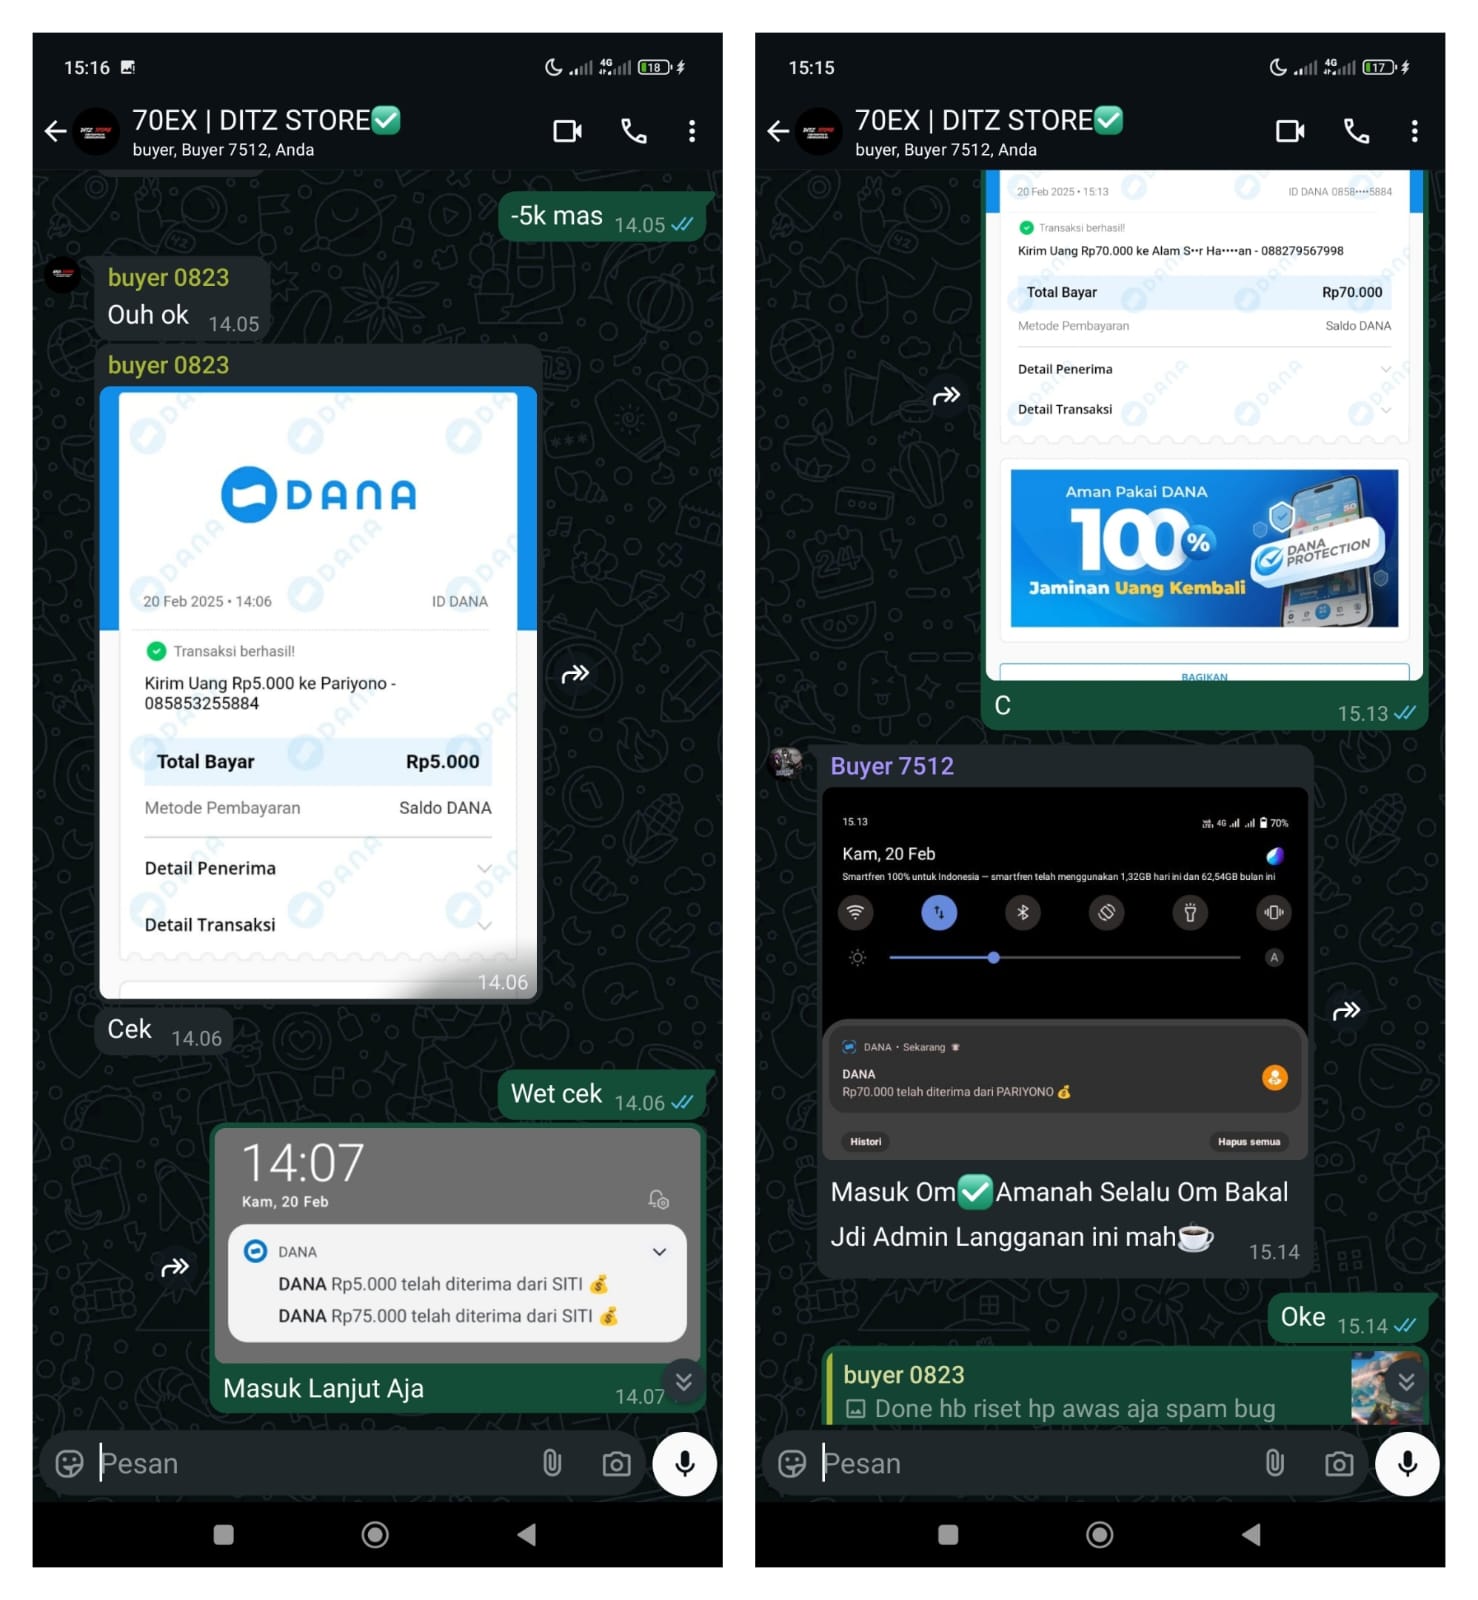 15:16
4G
18
70EX | DITZ STORE✅
buyer, Buyer 7512, Anda
-5k mas 14.05
buyer 0823
Ouh ok 14.05
buyer 0823
DANA
20 Feb 2025 • 14:06 ID DANA
Transaksi berhasil!
Kirim Uang Rp5.000 ke Pariyono -
085853255884
Total Bayar Rp5.000
Metode Pembayaran Saldo DANA
Detail Penerima
Detail Transaksi
14.06
Cek 14.06
Wet cek 14.06
14:07
Kam, 20 Feb
DANA
DANA Rp5.000 telah diterima dari SITI 💰
DANA Rp75.000 telah diterima dari SITI 💰
Masuk Lanjut Aja 14.07
Pesan
15:15
4G
17
70EX | DITZ STORE✅
buyer, Buyer 7512, Anda
20 Feb 2025 • 15:13 ID DANA 0858••••5884
Transaksi berhasil!
Kirim Uang Rp70.000 ke Alam S••r Ha••••an - 088279567998
Total Bayar Rp70.000
Metode Pembayaran Saldo DANA
Detail Penerima
Detail Transaksi
Aman Pakai DANA
100%
Jaminan Uang Kembali
DANA
PROTECTION
BAGIKAN
C 15.13
Buyer 7512
15.13 4G 70%
Kam, 20 Feb
Smartfren 100% untuk Indonesia — smartfren telah menggunakan 1,32GB hari ini dan 62,54GB bulan ini
A
DANA • Sekarang
DANA
Rp70.000 telah diterima dari PARIYONO 💰
Histori Hapus semua
Masuk Om✅Amanah Selalu Om Bakal
Jdi Admin Langganan ini mah☕ 15.14
Oke 15.14
buyer 0823
Done hb riset hp awas aja spam bug
Pesan